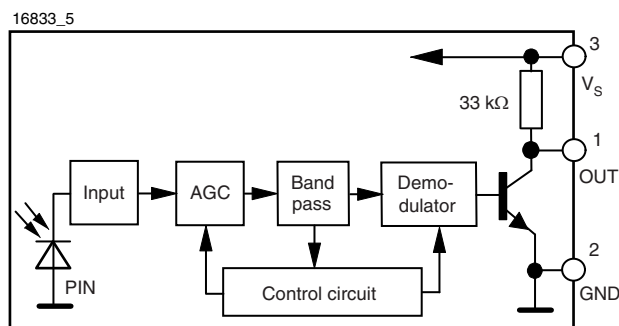 16833_5
3
V_S
33 kΩ
1
OUT
Input
AGC
Band
pass
Demo-
dulator
2
GND
PIN
Control circuit